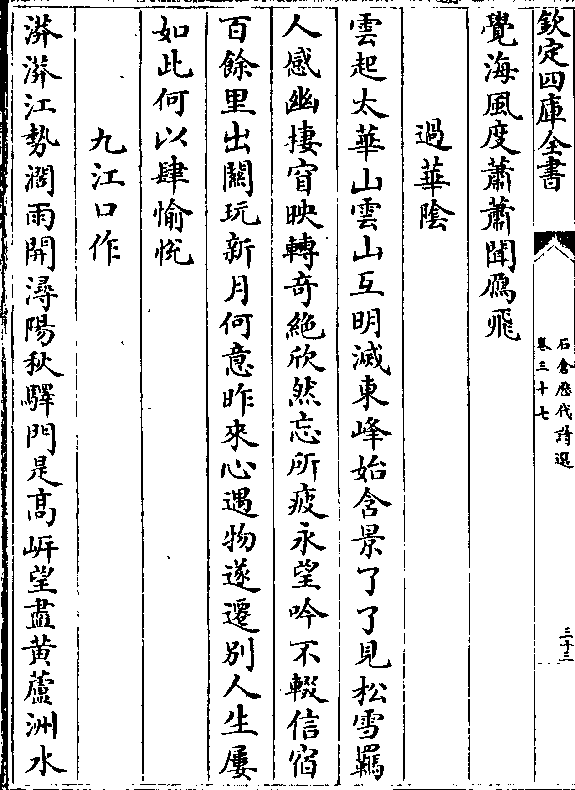 欽定四庫全書
石倉歷代詩選
卷三十七
三十三
覺海風度蕭蕭聞鴈飛
過華陰
雲起太華山雲山互明滅東峰始含景了了見松雪羈
人感幽棲窅映轉奇絶欣然忘所疲永望吟不輟信宿
百餘里出關玩新月何意昨來心遇物遂遷别人生屢
如此何以肆愉悦
九江口作
漭漭江勢濶雨開潯陽秋驛門是髙㟁望盡黄蘆洲水